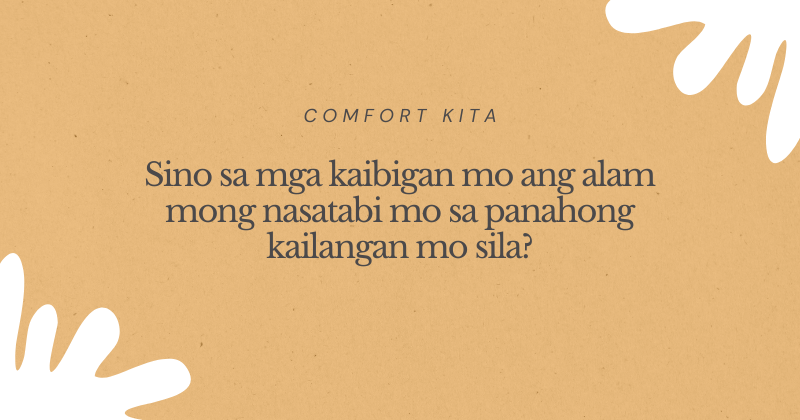 COMFORT KITA
Sino sa mga kaibigan mo ang alam
mong nasatabi mo sa panahong
kailangan mo sila?